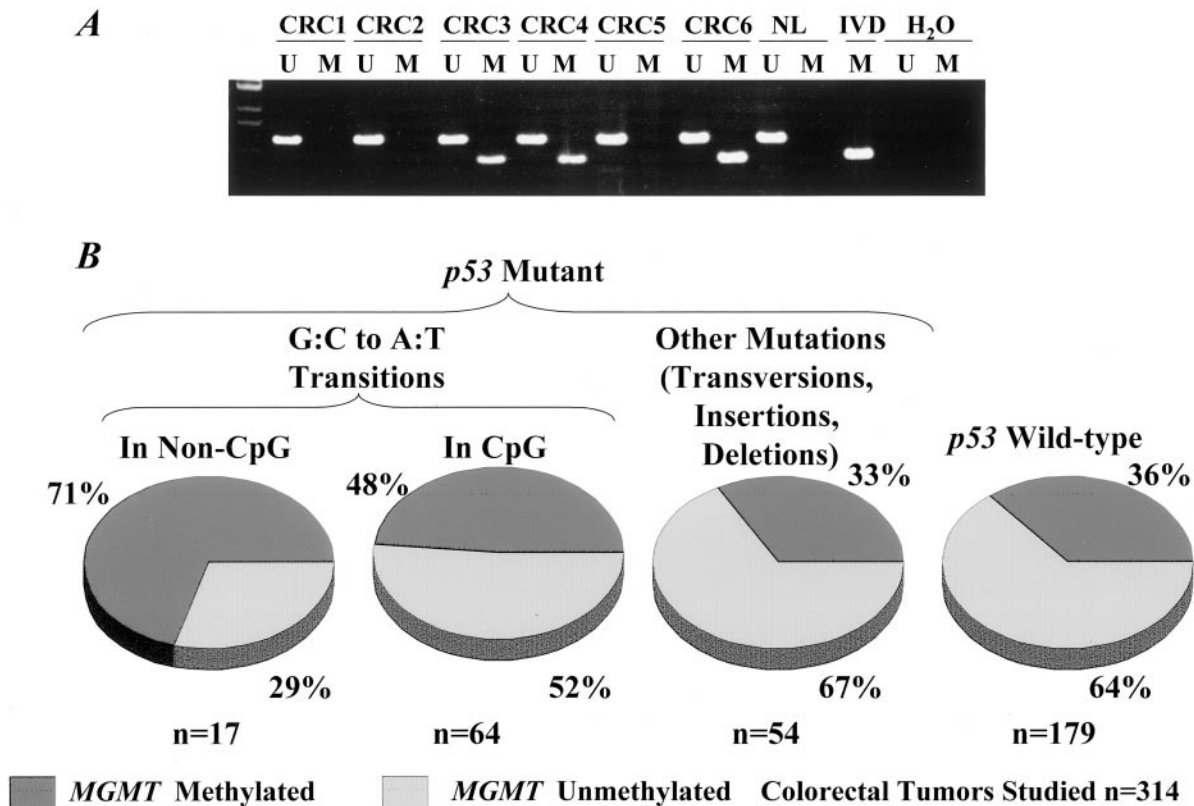 A
CRC1 CRC2 CRC3 CRC4 CRC5 CRC6 NL IVD H₂O
U M U M U M U M U M U M U M M U M
B
p53 Mutant
G:C to A:T
Transitions
Other Mutations
(Transversions,
Insertions,
Deletions)
In Non-CpG
In CpG
p53 Wild-type
71%
48%
33%
36%
29%
52%
67%
64%
n=17
n=64
n=54
n=179
MGMT Methylated
MGMT Unmethylated
Colorectal Tumors Studied n=314